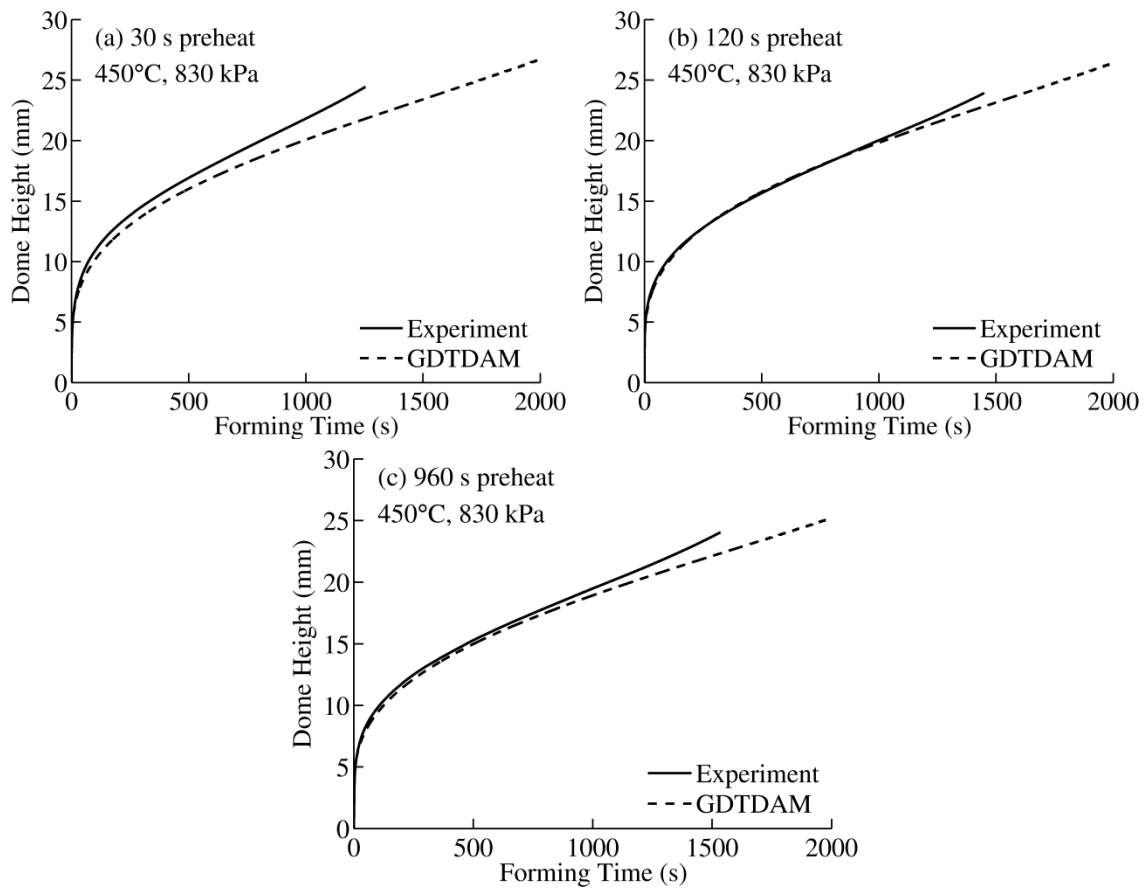 (a) 30 s preheat
450°C, 830 kPa
Dome Height (mm)
30
25
20
15
10
5
0
Experiment
GDTDAM
0 500 1000 1500 2000
Forming Time (s)
(b) 120 s preheat
450°C, 830 kPa
Dome Height (mm)
30
25
20
15
10
5
0
Experiment
GDTDAM
0 500 1000 1500 2000
Forming Time (s)
(c) 960 s preheat
450°C, 830 kPa
Dome Height (mm)
30
25
20
15
10
5
0
Experiment
GDTDAM
0 500 1000 1500 2000
Forming Time (s)